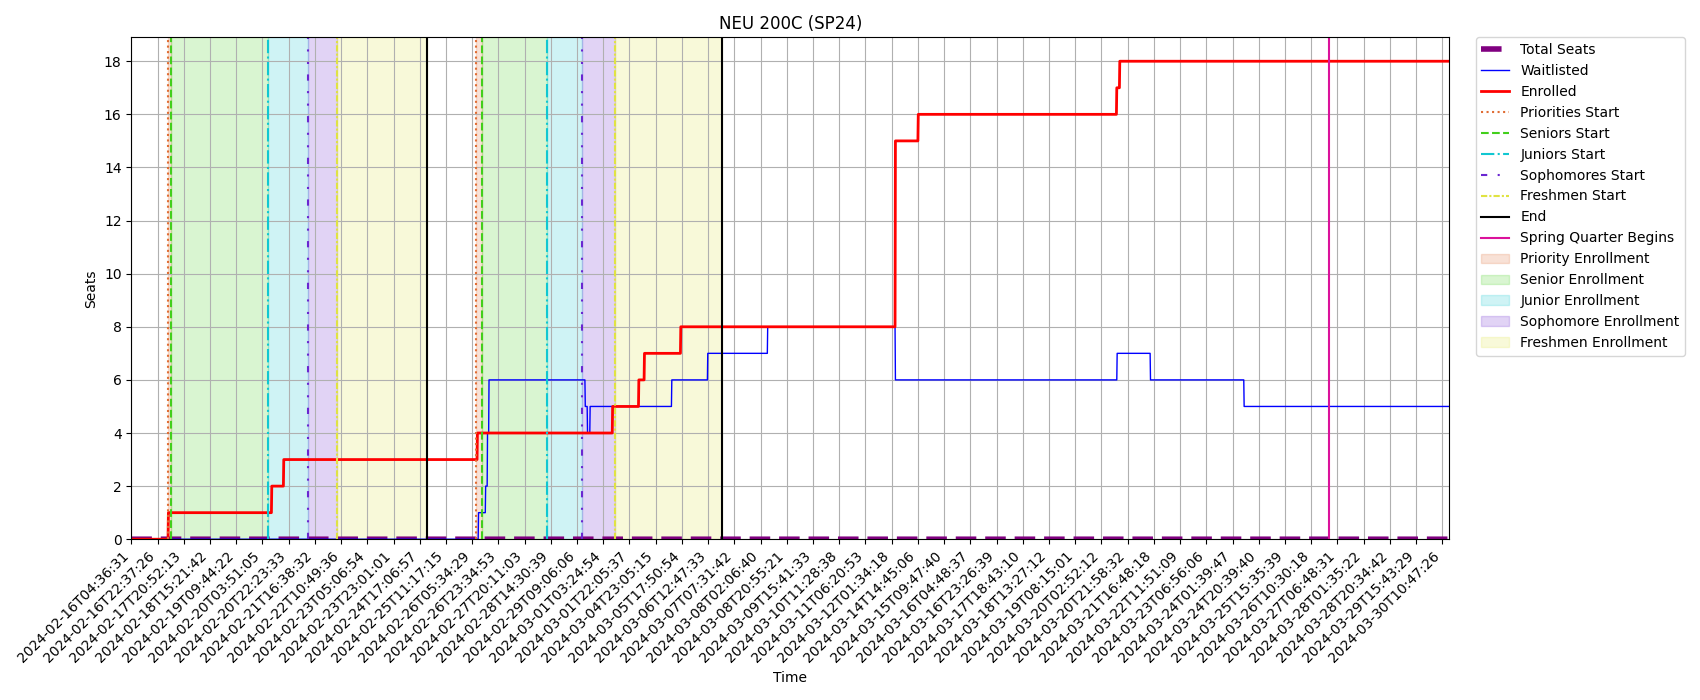 NEU 200C (SP24)
Seats
18
16
14
12
10
8
6
4
2
0
2024-02-16T04:36:31
2024-02-16T22:37:26
2024-02-17T20:52:13
2024-02-18T15:21:42
2024-02-19T09:44:22
2024-02-20T03:51:05
2024-02-20T22:23:33
2024-02-21T16:38:32
2024-02-22T10:49:36
2024-02-23T05:06:54
2024-02-23T23:01:01
2024-02-24T17:06:57
2024-02-25T11:17:15
2024-02-26T05:34:29
2024-02-26T23:34:53
2024-02-27T20:11:03
2024-02-28T14:30:39
2024-02-29T09:06:06
2024-03-01T03:24:54
2024-03-01T22:05:37
2024-03-04T23:05:15
2024-03-05T17:50:54
2024-03-06T12:47:33
2024-03-07T07:31:42
2024-03-08T02:06:40
2024-03-08T20:55:21
2024-03-09T15:41:33
2024-03-10T11:28:38
2024-03-11T06:20:53
2024-03-12T01:34:18
2024-03-14T14:45:06
2024-03-15T09:47:40
2024-03-16T04:48:37
2024-03-16T23:26:39
2024-03-17T18:43:10
2024-03-18T13:27:12
2024-03-19T08:15:01
2024-03-20T02:52:12
2024-03-20T21:58:32
2024-03-21T16:48:18
2024-03-22T11:51:09
2024-03-23T06:56:06
2024-03-24T01:39:47
2024-03-24T20:39:40
2024-03-25T15:35:39
2024-03-26T10:30:18
2024-03-27T06:48:31
2024-03-28T01:35:22
2024-03-28T20:34:42
2024-03-29T15:43:29
2024-03-30T10:47:26
Time
Total Seats
Waitlisted
Enrolled
Priorities Start
Seniors Start
Juniors Start
Sophomores Start
Freshmen Start
End
Spring Quarter Begins
Priority Enrollment
Senior Enrollment
Junior Enrollment
Sophomore Enrollment
Freshmen Enrollment